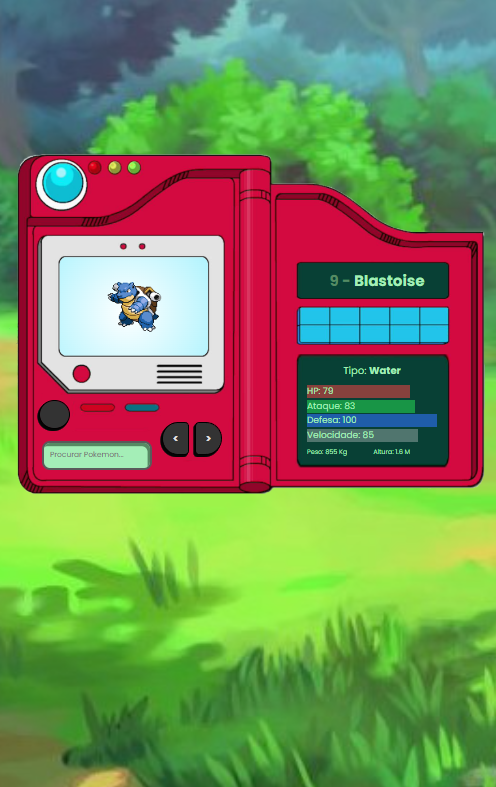 9 - Blastoise
Tipo: Water
HP: 79
Ataque: 83
Defesa: 100
Velocidade: 85
Peso: 855 Kg Altura: 1.6 M
Procurar Pokemon...
‹ ›